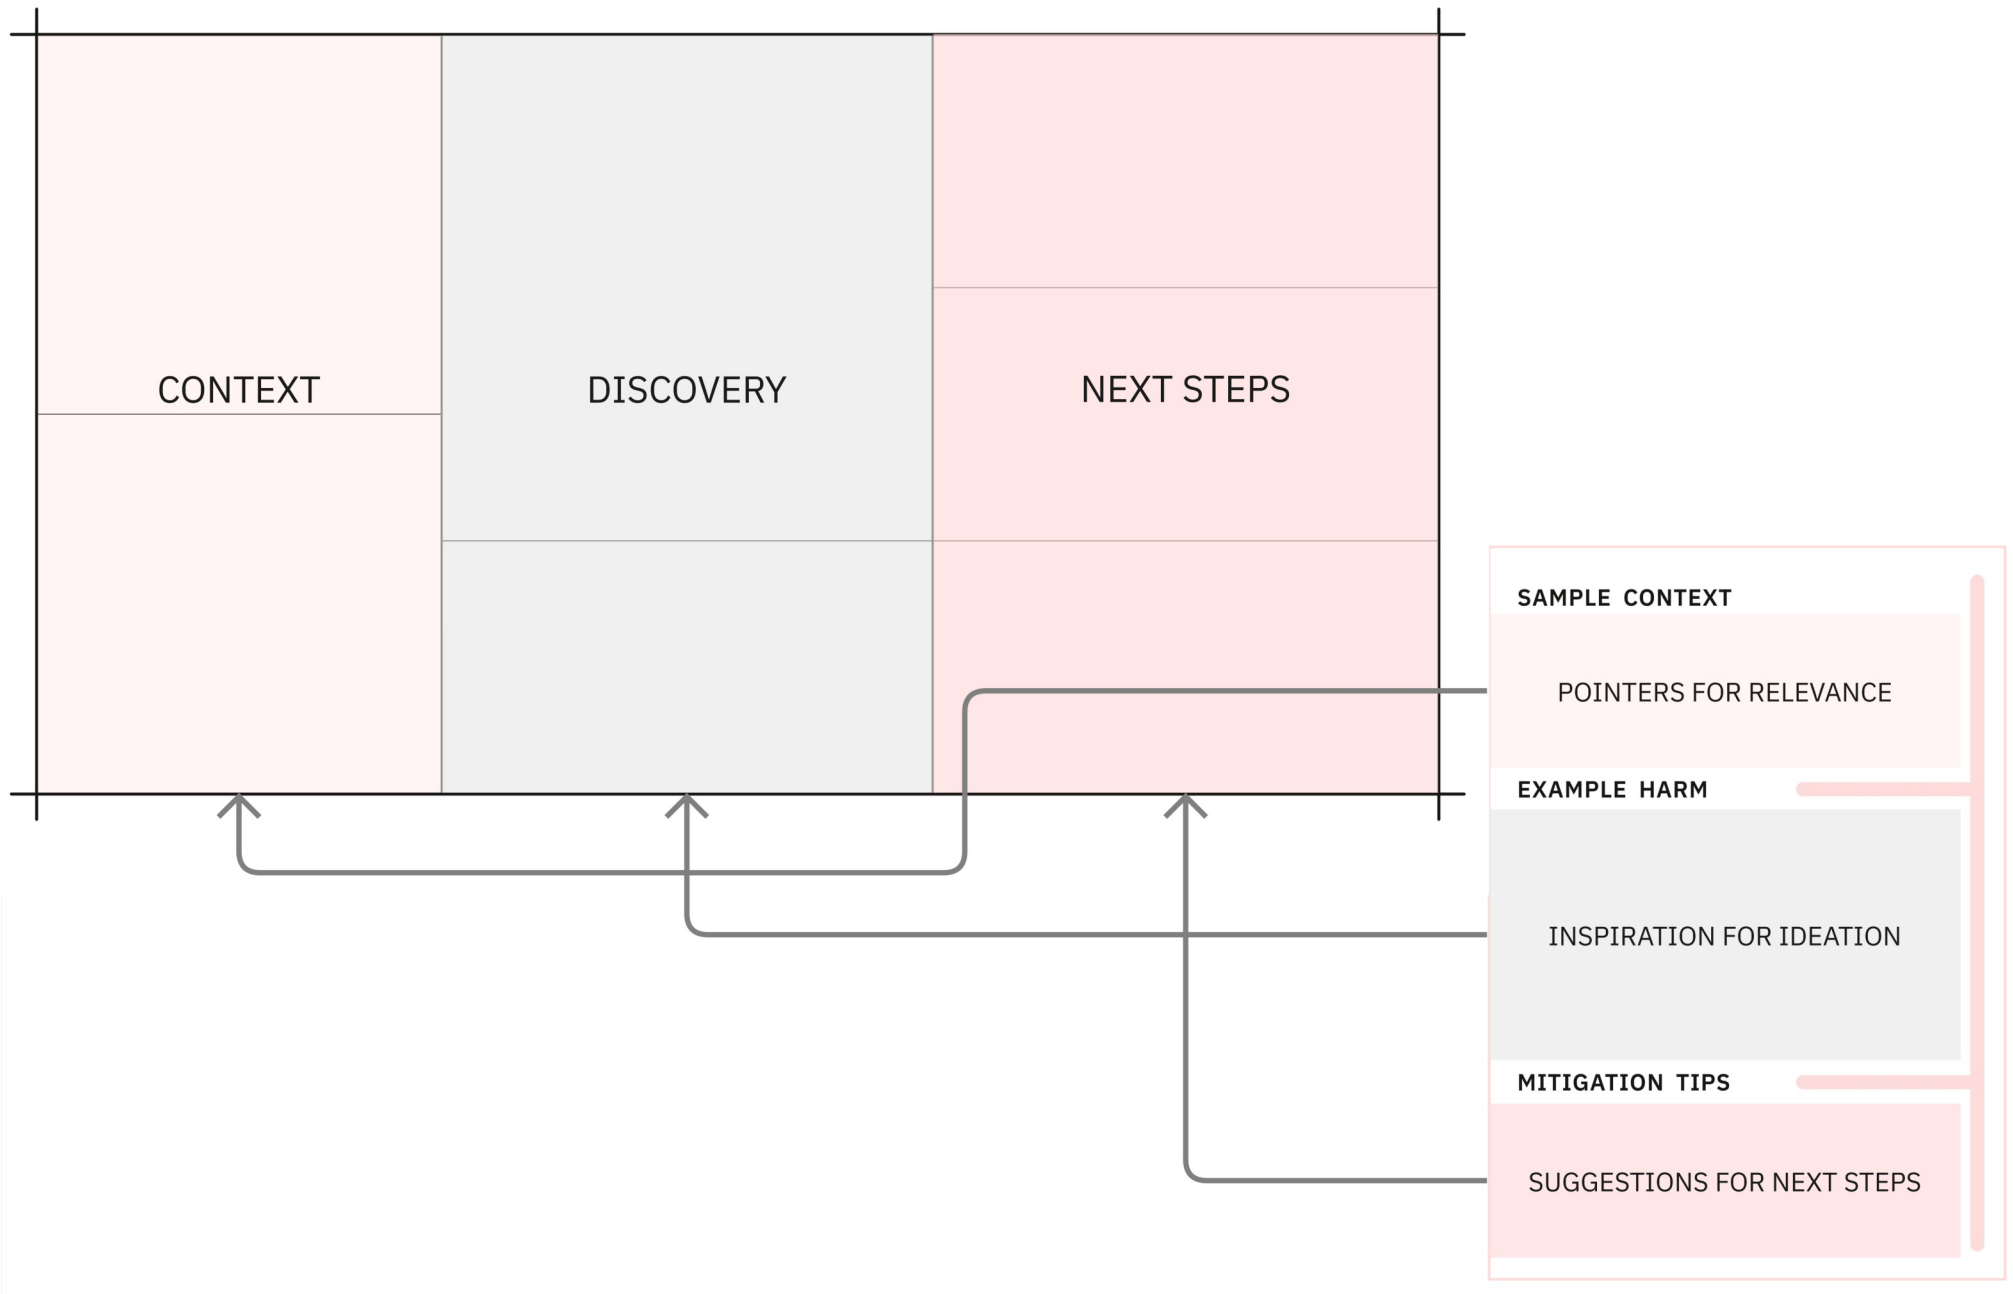 CONTEXT
DISCOVERY
NEXT STEPS
SAMPLE CONTEXT
POINTERS FOR RELEVANCE
EXAMPLE HARM
INSPIRATION FOR IDEATION
MITIGATION TIPS
SUGGESTIONS FOR NEXT STEPS